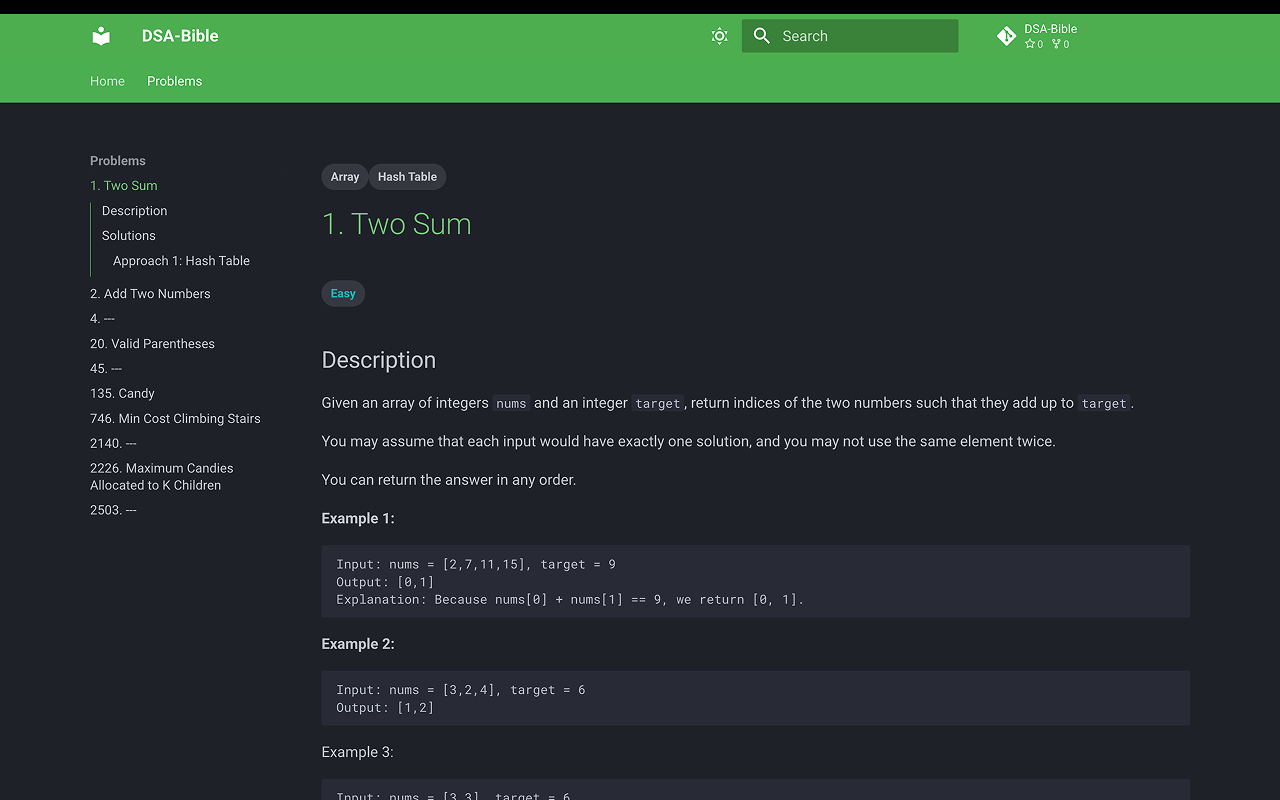 DSA-Bible
Search
DSA-Bible
0 0
Home Problems
Problems
1. Two Sum
Description
Solutions
Approach 1: Hash Table
2. Add Two Numbers
4. ---
20. Valid Parentheses
45. ---
135. Candy
746. Min Cost Climbing Stairs
2140. ---
2226. Maximum Candies
Allocated to K Children
2503. ---
Array Hash Table
1. Two Sum
Easy
Description
Given an array of integers nums and an integer target, return indices of the two numbers such that they add up to target.
You may assume that each input would have exactly one solution, and you may not use the same element twice.
You can return the answer in any order.
Example 1:
Input: nums = [2,7,11,15], target = 9
Output: [0,1]
Explanation: Because nums[0] + nums[1] == 9, we return [0, 1].
Example 2:
Input: nums = [3,2,4], target = 6
Output: [1,2]
Example 3:
Input: nums = [3,3], target = 6